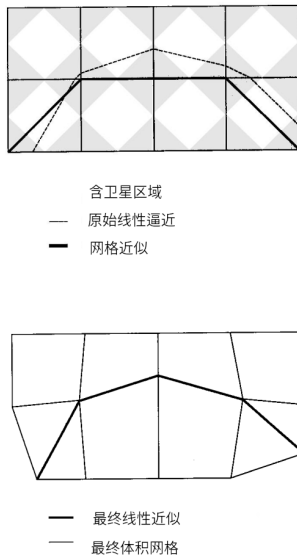 含卫星区域
原始线性逼近
网格近似
最终线性近似
最终体积网格